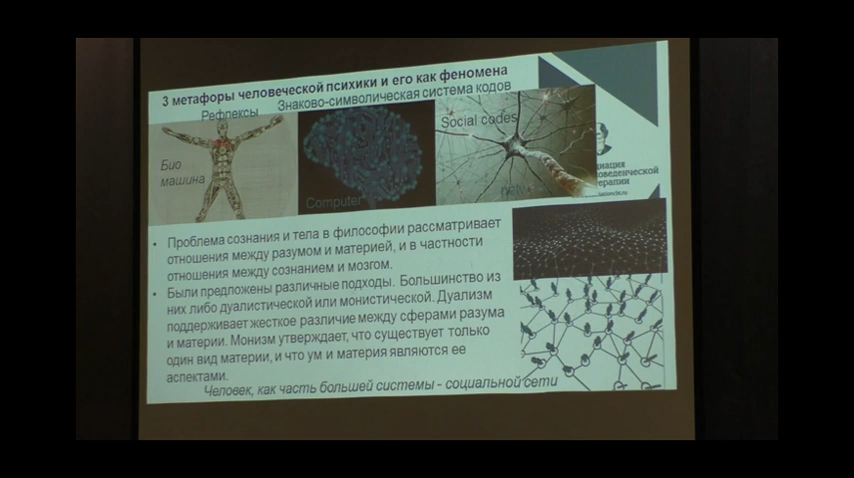 3 метафоры человеческой психики и его как феномена
Рефлексы Знаково-символическая система кодов
Био
машина
Computer
Social codes
• Проблема сознания и тела в философии рассматривает
отношения между разумом и материей, и в частности
отношения между сознанием и мозгом.
• Были предложены различные подходы. Большинство из
них либо дуалистической или монистической. Дуализм
поддерживает жесткое различие между сферами разума
и материи. Монизм утверждает, что существует только
один вид материи, и что ум и материя являются ее
аспектами.
Человек, как часть большей системы - социальной сети